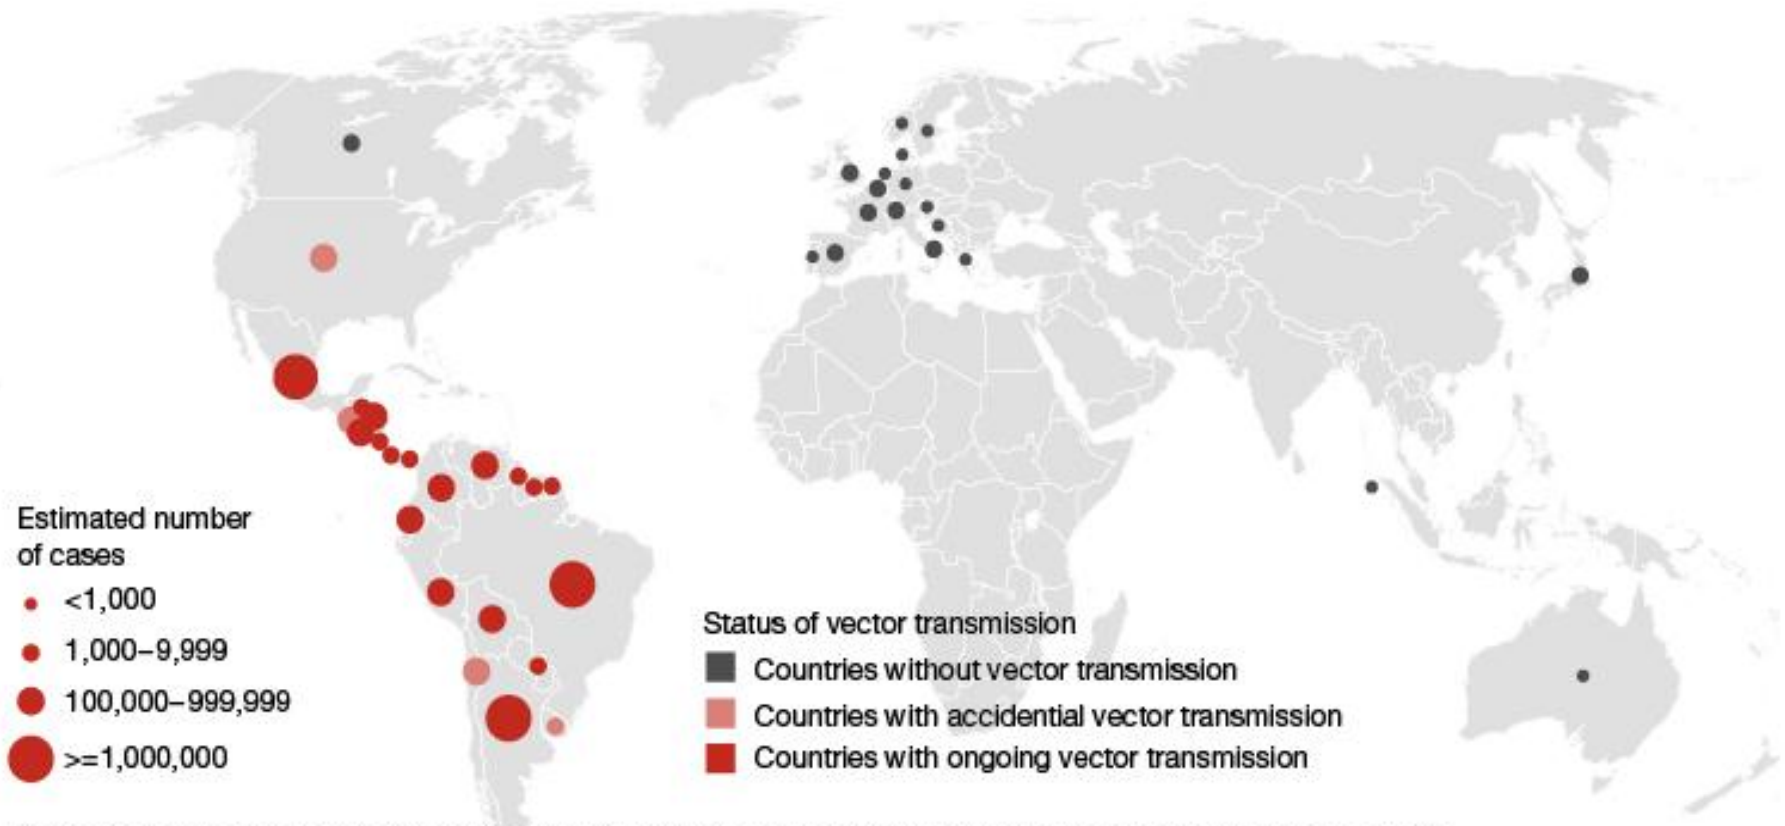 Estimated number
of cases
<1,000
1,000–9,999
100,000–999,999
>=1,000,000
Status of vector transmission
Countries without vector transmission
Countries with accidential vector transmission
Countries with ongoing vector transmission